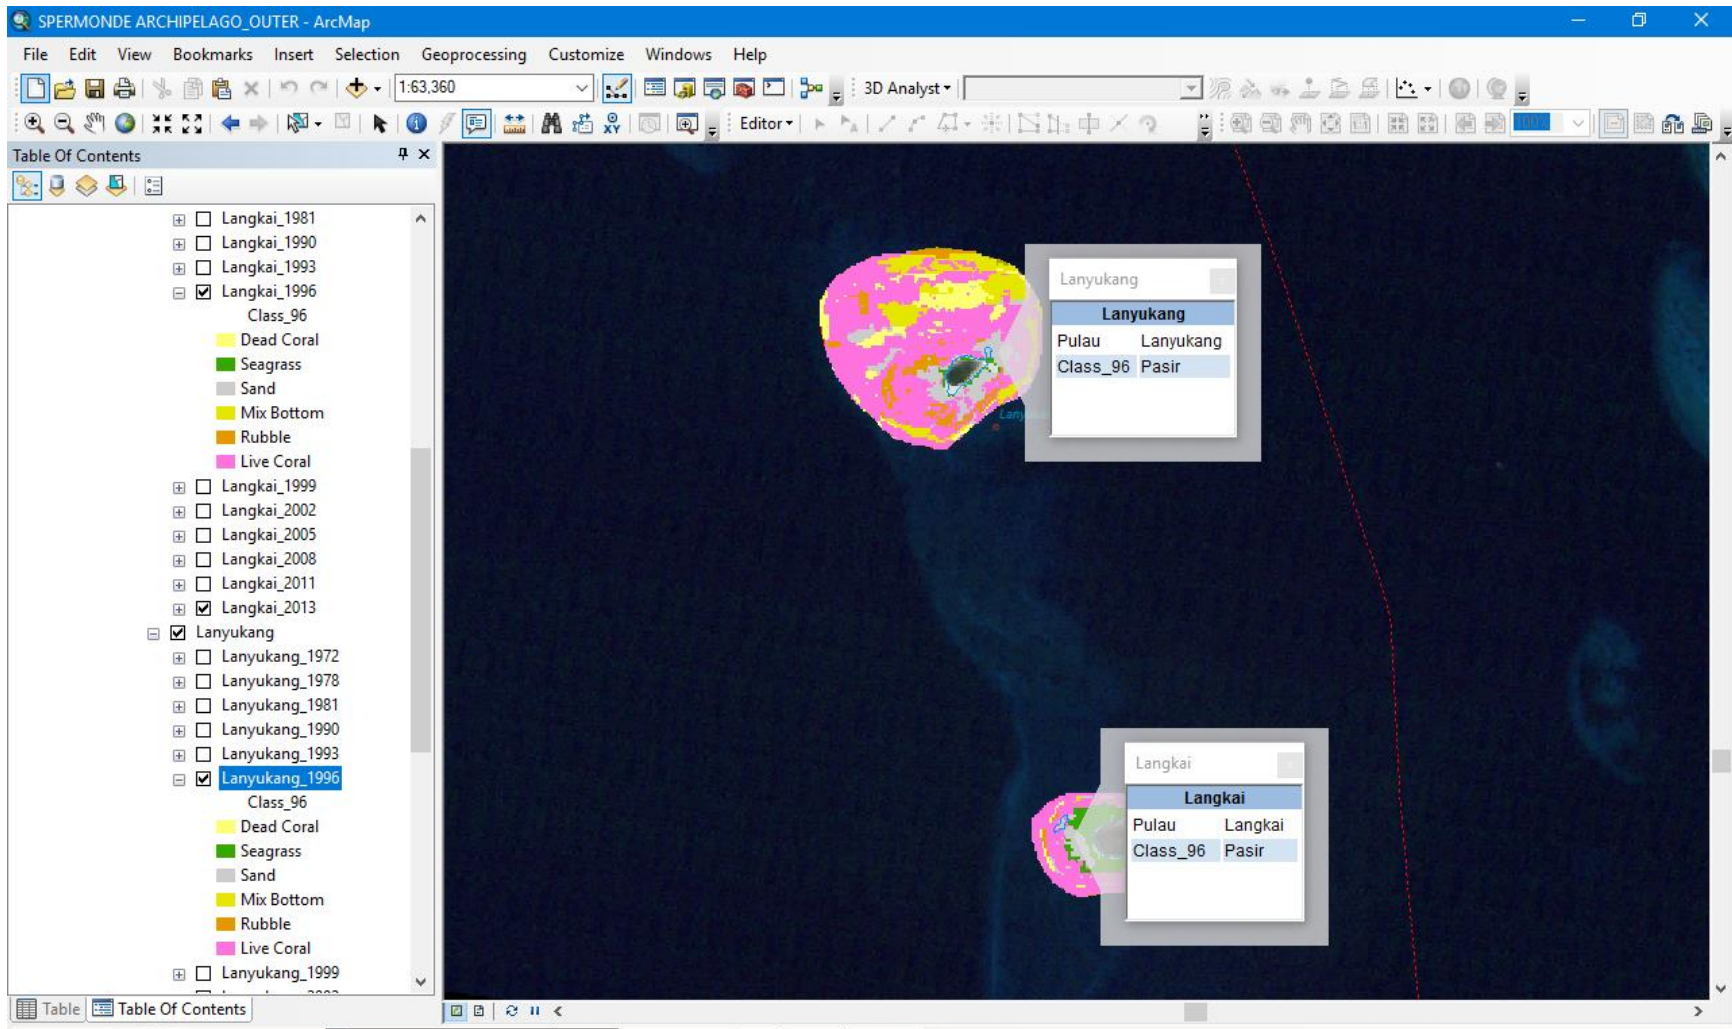 SPERMONDE ARCHIPELAGO_OUTER - ArcMap
File Edit View Bookmarks Insert Selection Geoprocessing Customize Windows Help
1:63,360
3D Analyst
Editor
100%
Table Of Contents
Langkai_1981
Langkai_1990
Langkai_1993
Langkai_1996
Class_96
Dead Coral
Seagrass
Sand
Mix Bottom
Rubble
Live Coral
Langkai_1999
Langkai_2002
Langkai_2005
Langkai_2008
Langkai_2011
Langkai_2013
Lanyukang
Lanyukang_1972
Lanyukang_1978
Lanyukang_1981
Lanyukang_1990
Lanyukang_1993
Lanyukang_1996
Class_96
Dead Coral
Seagrass
Sand
Mix Bottom
Rubble
Live Coral
Lanyukang_1999
Table
Table Of Contents
Lanyukang
Lanyukang
Pulau Lanyukang
Class_96 Pasir
Langkai
Langkai
Pulau Langkai
Class_96 Pasir